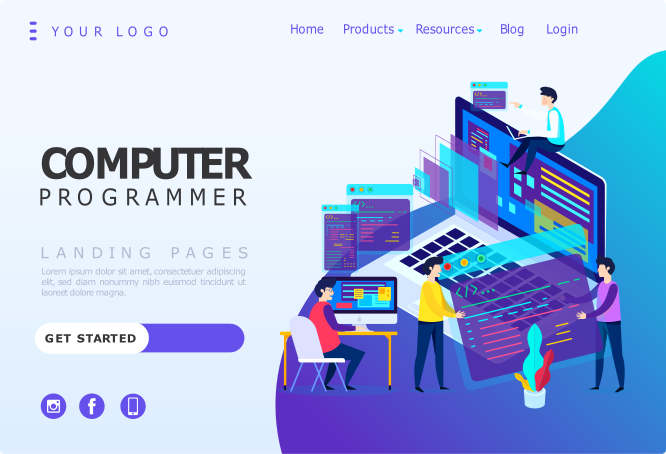 YOUR LOGO
Home Products Resources Blog Login
COMPUTER
PROGRAMMER
LANDING PAGES
Lorem ipsum dolor sit amet, consectetuer adipiscing
elit, sed diam nonummy nibh euismod tincidunt ut
laoreet dolore magna.
GET STARTED